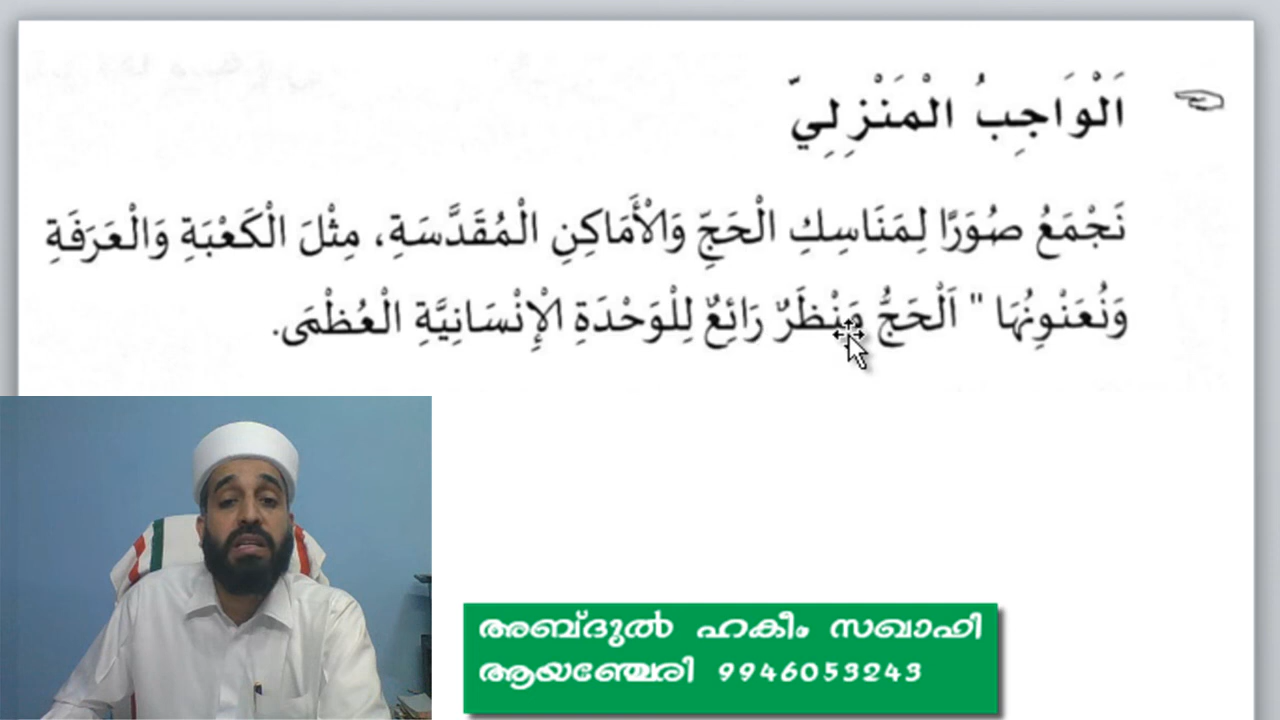 اَلْوَاجِبُ الْمَنْزِلِيّ
نَجْمَعُ صُوَرًا لِمَنَاسِكِ الْحَجِّ وَالْأَمَاكِنِ الْمُقَدَّسَةِ، مِثْلَ الْكَعْبَةِ وَالْعَرَفَةِ
وَنُعَنْوِنُهَا " اَلْحَجُّ مَنْظَرٌ رَائِعٌ لِلْوَحْدَةِ الْإِنْسَانِيَّةِ الْعُظْمَى.
അബ്ദുൽ ഹകീം സഖാഫി
ആയഞ്ചേരി 9946053243